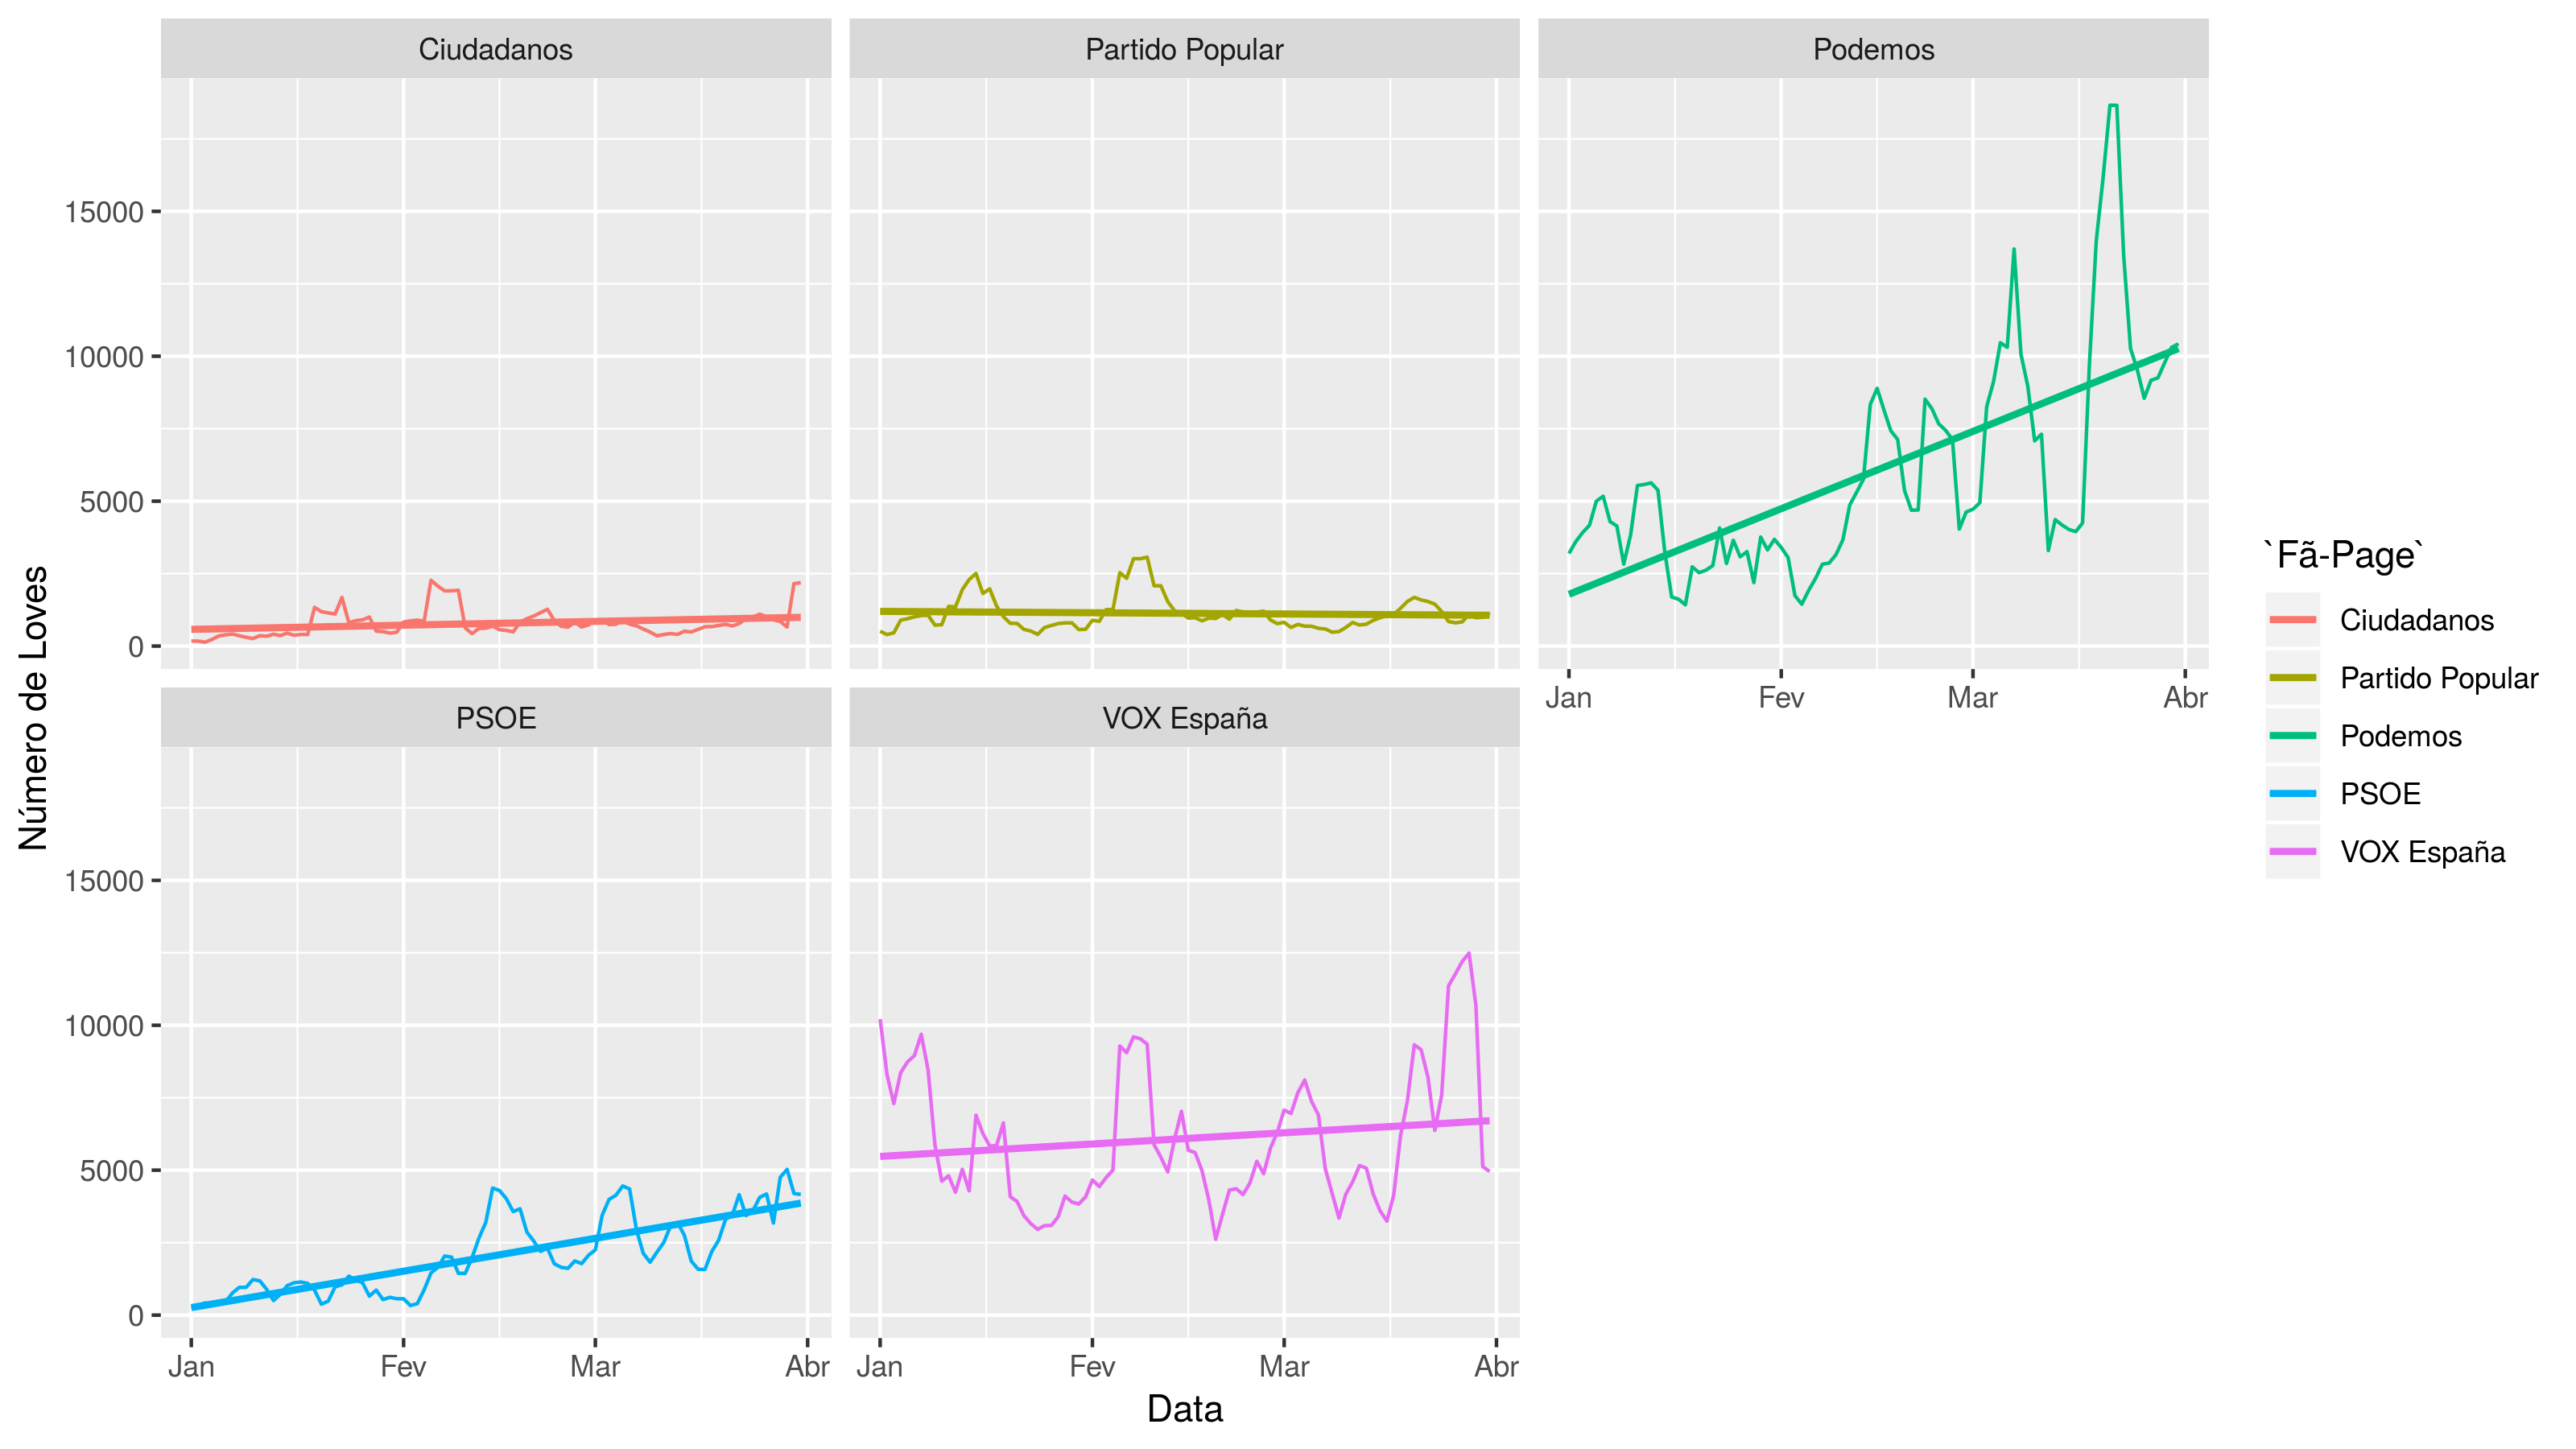 Ciudadanos
Partido Popular
Podemos
15000
10000
5000
0
Jan Fev Mar Abr
PSOE
VOX España
15000
10000
5000
0
Jan Fev Mar Abr
Jan Fev Mar Abr
Data
Número de Loves
`Fã-Page`
Ciudadanos
Partido Popular
Podemos
PSOE
VOX España